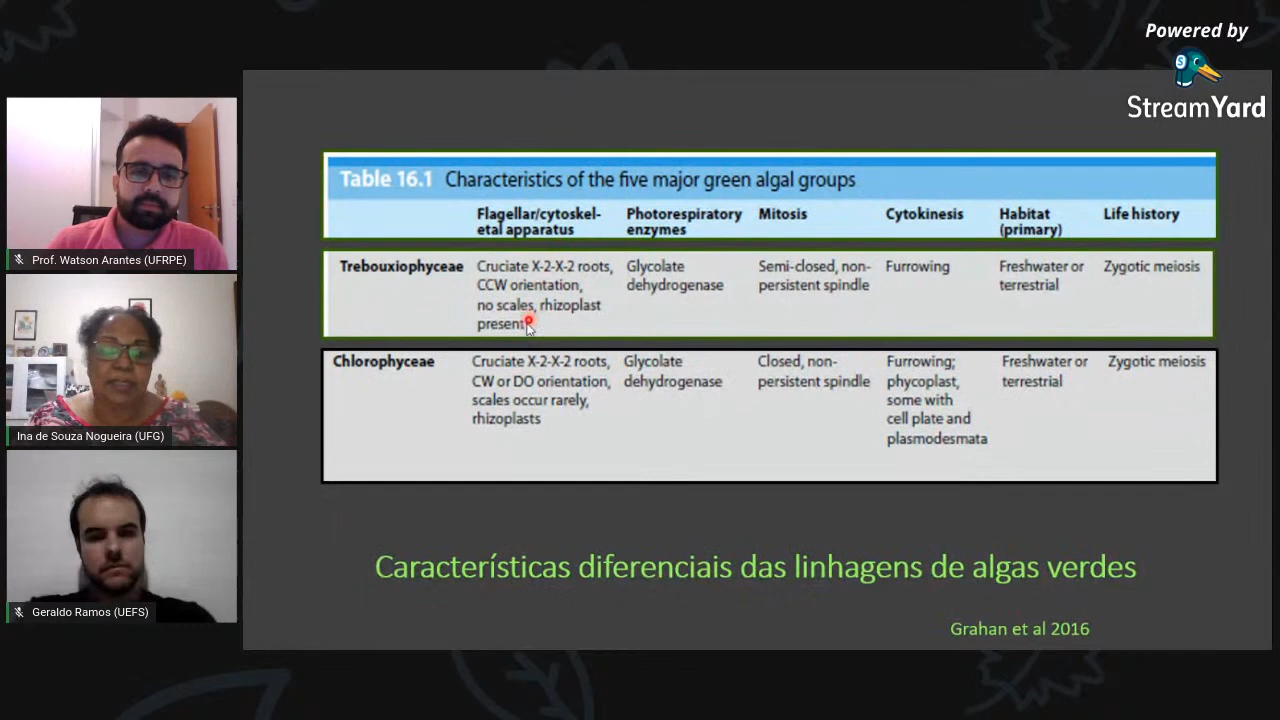 Powered by
StreamYard
Prof. Watson Arantes (UFRPE)
Ina de Souza Nogueira (UFG)
Geraldo Ramos (UEFS)
Table 16.1 Characteristics of the five major green algal groups
Flagellar/cytoskel-
etal apparatus
Photorespiratory
enzymes
Mitosis
Cytokinesis
Habitat
(primary)
Life history
Trebouxiophyceae
Cruciate X-2-X-2 roots,
CCW orientation,
no scales, rhizoplast
present
Glycolate
dehydrogenase
Semi-closed, non-
persistent spindle
Furrowing
Freshwater or
terrestrial
Zygotic meiosis
Chlorophyceae
Cruciate X-2-X-2 roots,
CW or DO orientation,
scales occur rarely,
rhizoplasts
Glycolate
dehydrogenase
Closed, non-
persistent spindle
Furrowing;
phycoplast,
some with
cell plate and
plasmodesmata
Freshwater or
terrestrial
Zygotic meiosis
Características diferenciais das linhagens de algas verdes
Grahan et al 2016